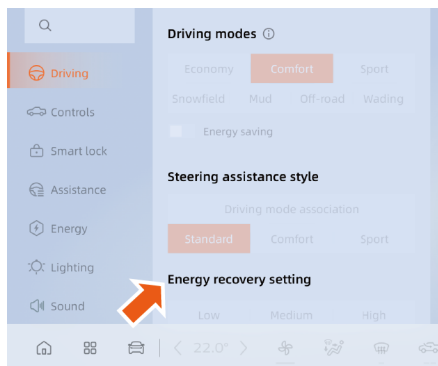 Driving modes
Driving
Economy Comfort Sport
Snowfield Mud Off-road Wading
Controls
Energy saving
Smart lock
Steering assistance style
Assistance
Driving mode association
Energy
Standard Comfort Sport
Lighting
Energy recovery setting
Sound
Low Medium High
22.0°